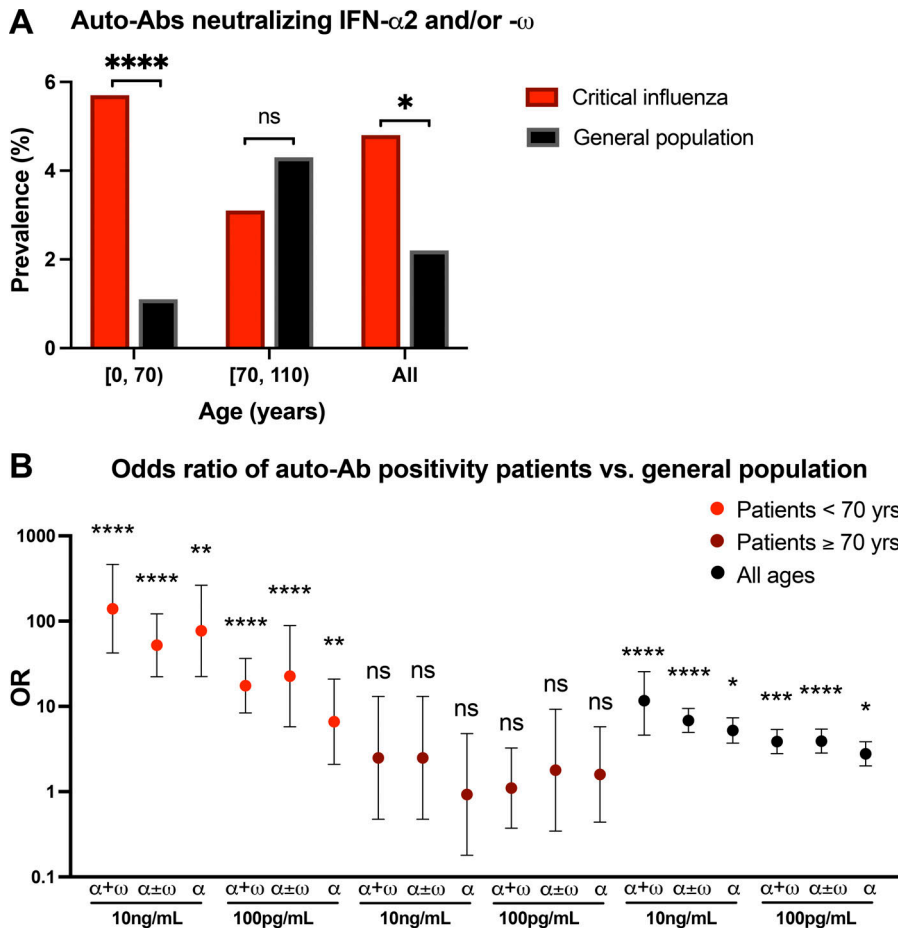 A Auto-Abs neutralizing IFN-α2 and/or -ω
**** ns *
Critical influenza
General population
Prevalence (%)
6
4
2
0
[0, 70) [70, 110) All
Age (years)
B Odds ratio of auto-Ab positivity patients vs. general population
Patients < 70 yrs
Patients ≥ 70 yrs
All ages
OR
1000
100
10
1
0.1
**** **** ** **** **** ** ns ns ns ns ns ns **** **** * *** **** *
α+ω α±ω α α+ω α±ω α α+ω α±ω α α+ω α±ω α α+ω α±ω α α+ω α±ω α
10ng/mL 100pg/mL 10ng/mL 100pg/mL 10ng/mL 100pg/mL